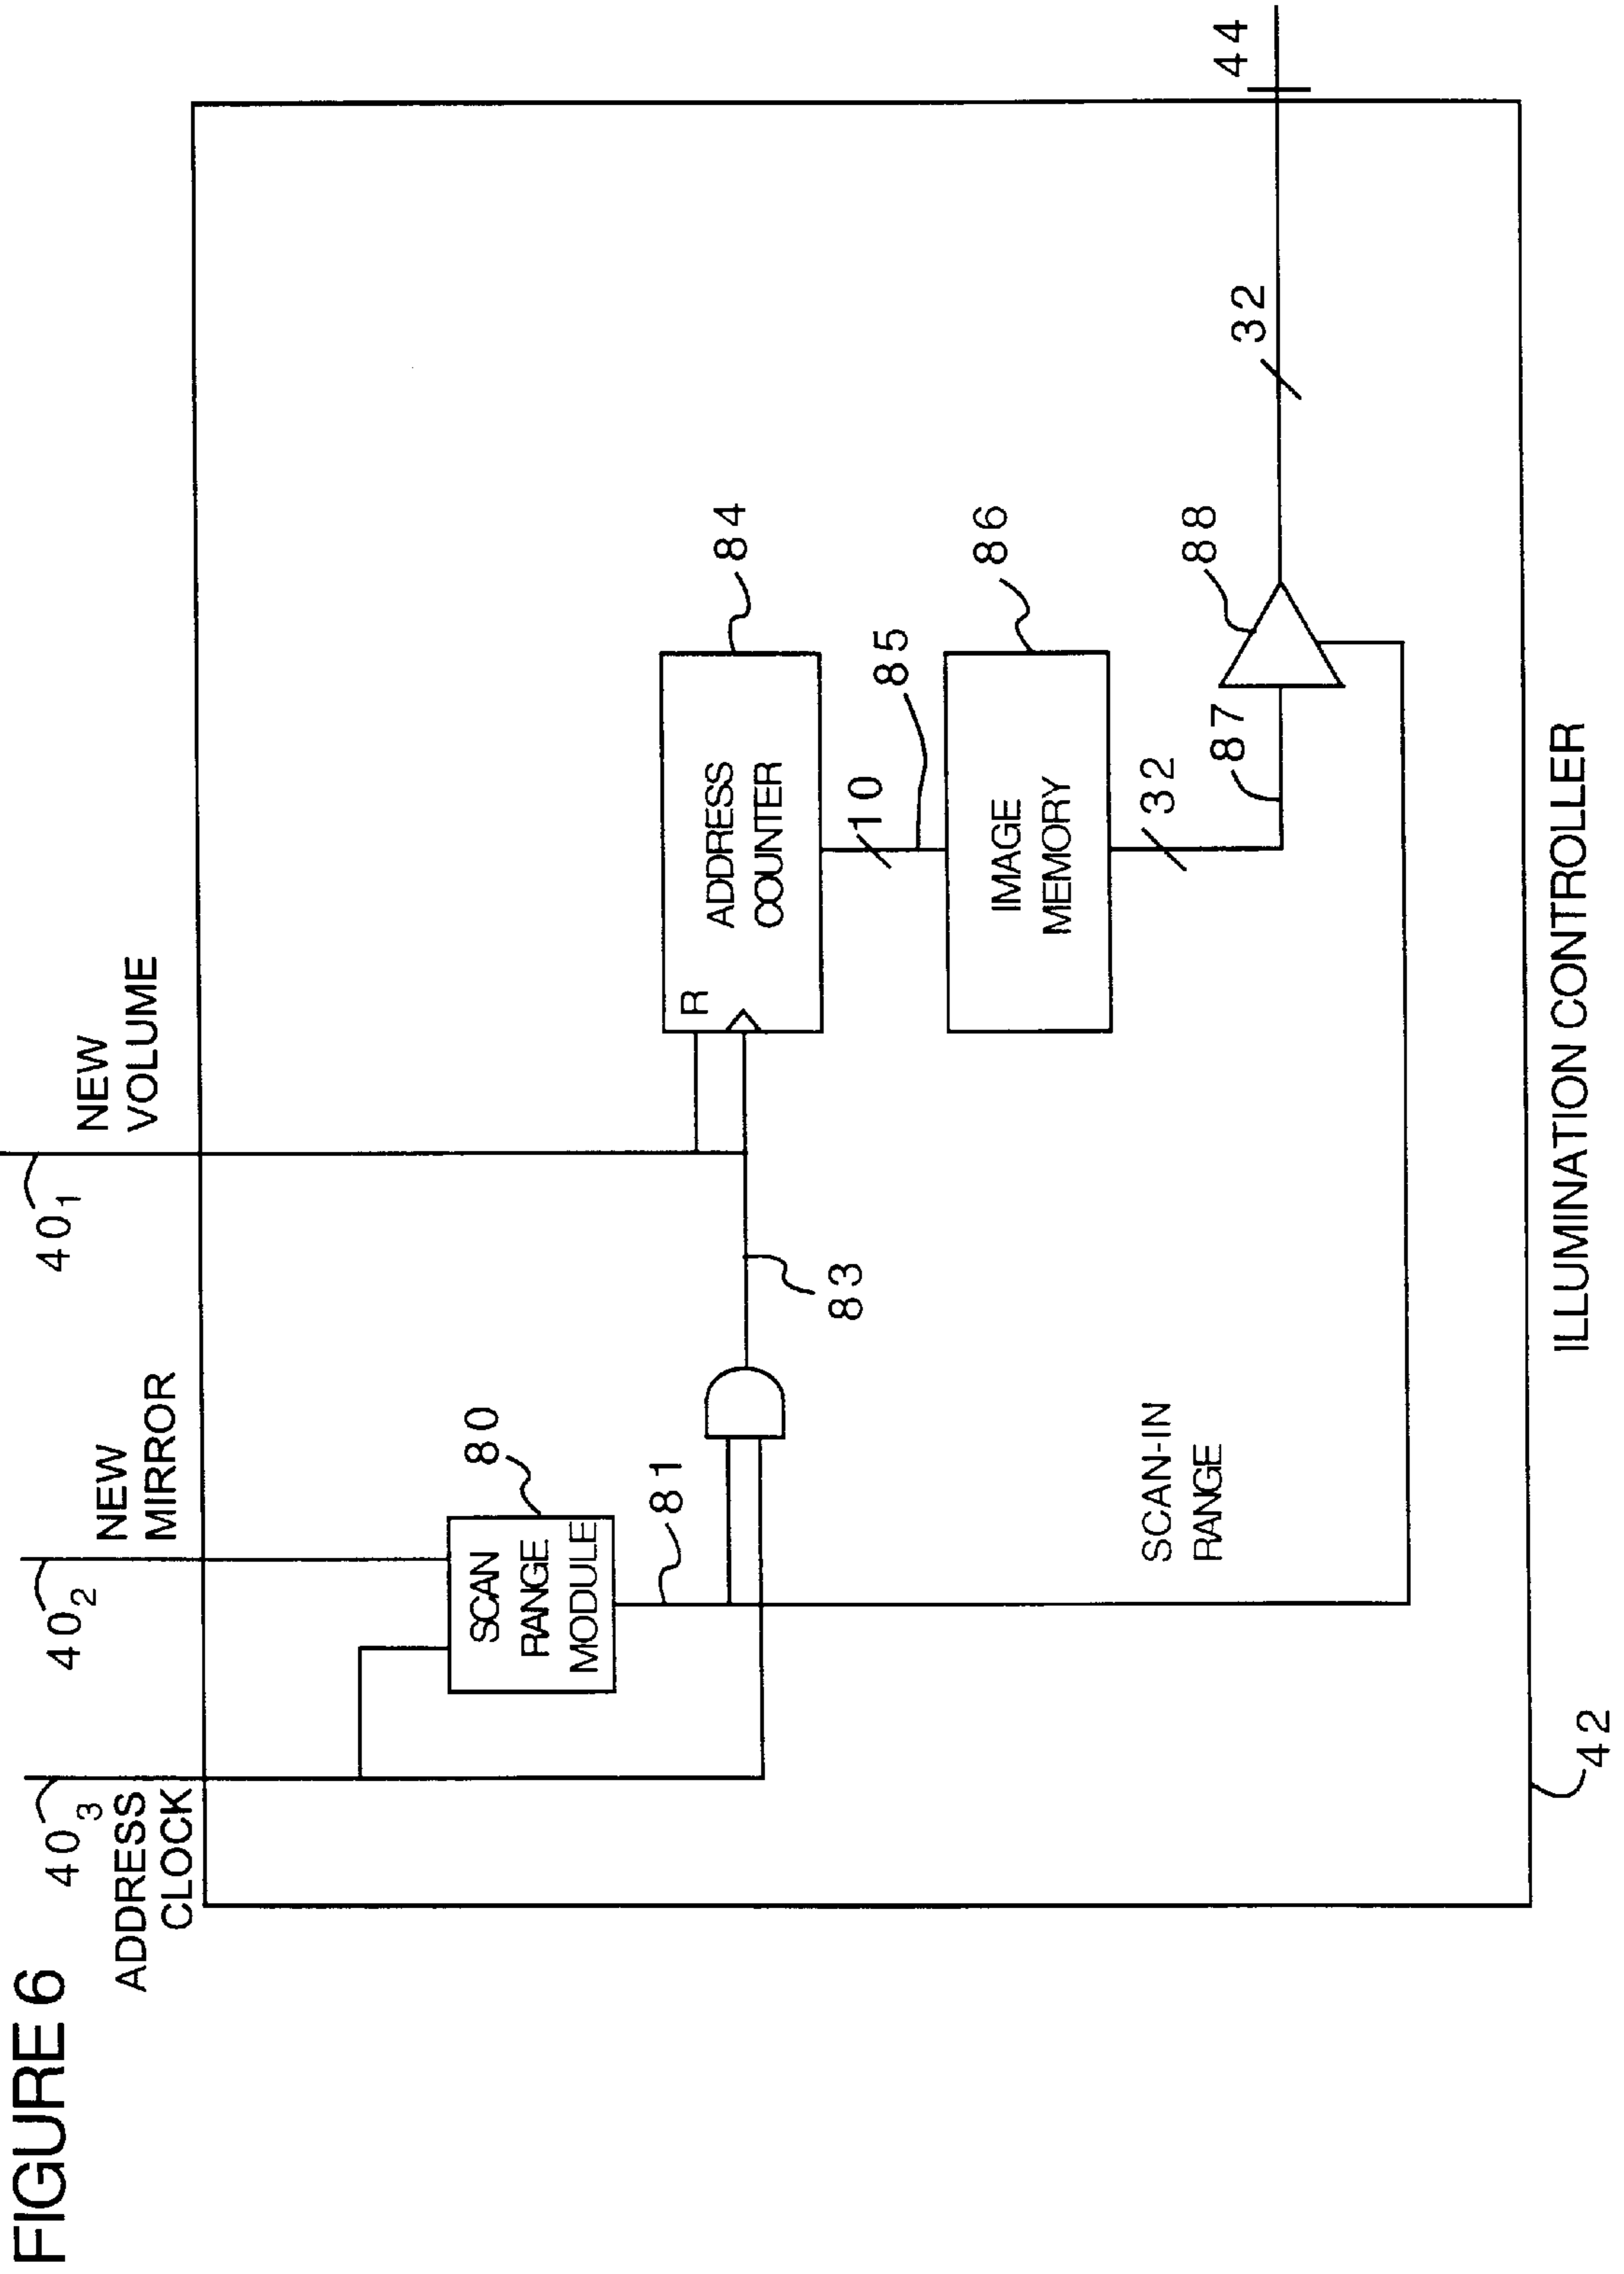 FIGURE 6
40₃
ADDRESS
CLOCK
40₂
NEW
MIRROR
40₁
NEW
VOLUME
80
SCAN
RANGE
MODULE
81
83
R
ADDRESS
COUNTER
84
10
85
IMAGE
MEMORY
86
32
87
88
32
44
SCAN-IN
RANGE
42
ILLUMINATION CONTROLLER